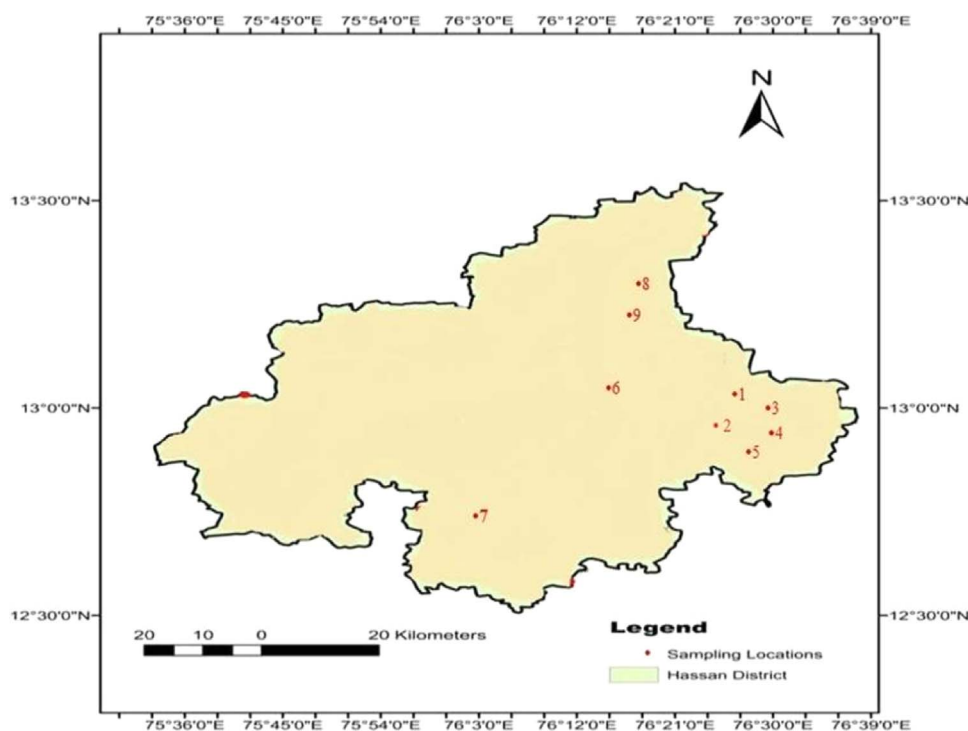 75°36'0"E 75°45'0"E 75°54'0"E 76°3'0"E 76°12'0"E 76°21'0"E 76°30'0"E 76°39'0"E
N
13°30'0"N 13°30'0"N
8
9
6
1
3
13°0'0"N 13°0'0"N
2
4
5
7
12°30'0"N 12°30'0"N
Legend
20 10 0 20 Kilometers
Sampling Locations
Hassan District
75°36'0"E 75°45'0"E 75°54'0"E 76°3'0"E 76°12'0"E 76°21'0"E 76°30'0"E 76°39'0"E